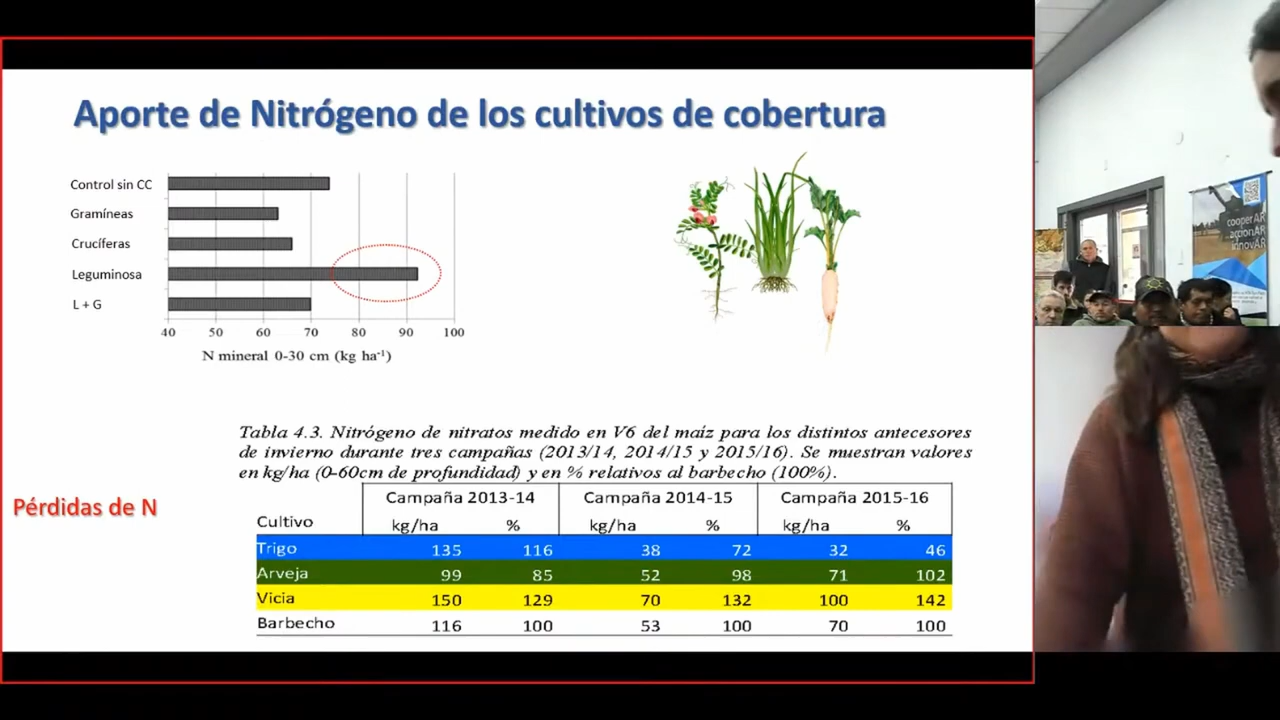 Aporte de Nitrógeno de los cultivos de cobertura
Control sin CC
Gramíneas
Crucíferas
Leguminosa
L + G
40 50 60 70 80 90 100
N mineral 0-30 cm (kg ha⁻¹)
Tabla 4.3. Nitrógeno de nitratos medido en V6 del maíz para los distintos antecesores
de invierno durante tres campañas (2013/14, 2014/15 y 2015/16). Se muestran valores
en kg/ha (0-60cm de profundidad) y en % relativos al barbecho (100%).
Pérdidas de N
Campaña 2013-14 Campaña 2014-15 Campaña 2015-16
Cultivo kg/ha % kg/ha % kg/ha %
Trigo 135 116 38 72 32 46
Arveja 99 85 52 98 71 102
Vicia 150 129 70 132 100 142
Barbecho 116 100 53 100 70 100
cooperAR
accionAR
innovAR